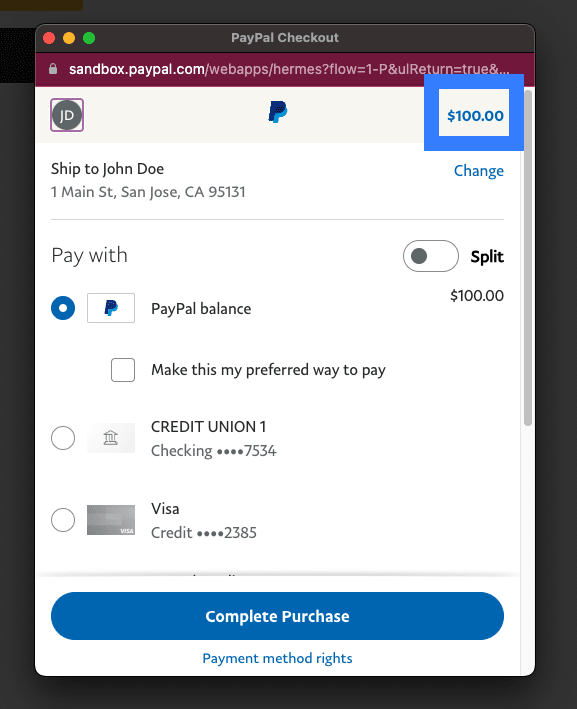 PayPal Checkout
sandbox.paypal.com/webapps/hermes?flow=1-P&ulReturn=true&...
JD
$100.00
Ship to John Doe
Change
1 Main St, San Jose, CA 95131
Pay with
Split
PayPal balance
$100.00
Make this my preferred way to pay
CREDIT UNION 1
Checking ••••7534
Visa
VISA
Credit ••••2385
Complete Purchase
Payment method rights